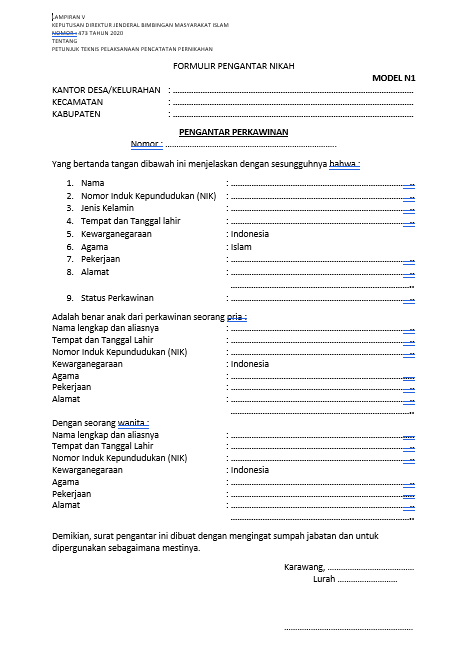 LAMPIRAN V
KEPUTUSAN DIREKTUR JENDERAL BIMBINGAN MASYARAKAT ISLAM
NOMOR : 473 TAHUN 2020
TENTANG
PETUNJUK TEKNIS PELAKSANAAN PENCATATAN PERNIKAHAN
FORMULIR PENGANTAR NIKAH
MODEL N1
KANTOR DESA/KELURAHAN : ..........................................................................
KECAMATAN : ..........................................................................
KABUPATEN : ..........................................................................
PENGANTAR PERKAWINAN
Nomor : ..........................................................
Yang bertanda tangan dibawah ini menjelaskan dengan sesungguhnya bahwa :
1. Nama : ..........................................................
2. Nomor Induk Kependudukan (NIK) : ..........................................................
3. Jenis Kelamin : ..........................................................
4. Tempat dan Tanggal lahir : ..........................................................
5. Kewarganegaraan : Indonesia
6. Agama : Islam
7. Pekerjaan : ..........................................................
8. Alamat : ..........................................................
..........................................................
9. Status Perkawinan : ..........................................................
Adalah benar anak dari perkawinan seorang pria :
Nama lengkap dan aliasnya : ..........................................................
Tempat dan Tanggal Lahir : ..........................................................
Nomor Induk Kependudukan (NIK) : ..........................................................
Kewarganegaraan : Indonesia
Agama : ..........................................................
Pekerjaan : ..........................................................
Alamat : ..........................................................
..........................................................
Dengan seorang wanita :
Nama lengkap dan aliasnya : ..........................................................
Tempat dan Tanggal Lahir : ..........................................................
Nomor Induk Kependudukan (NIK) : ..........................................................
Kewarganegaraan : Indonesia
Agama : ..........................................................
Pekerjaan : ..........................................................
Alamat : ..........................................................
..........................................................
Demikian, surat pengantar ini dibuat dengan mengingat sumpah jabatan dan untuk
dipergunakan sebagaimana mestinya.
Karawang, ..............................
Lurah ....................
..........................................